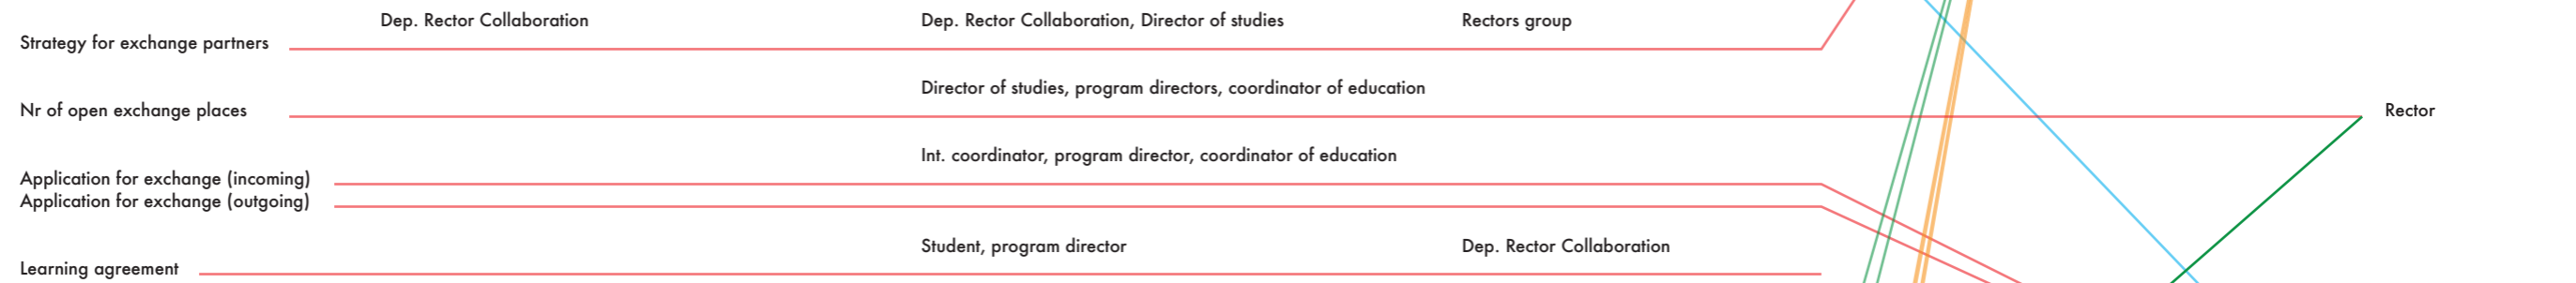 Dep. Rector Collaboration
Dep. Rector Collaboration, Director of studies
Rectors group
Strategy for exchange partners
Director of studies, program directors, coordinator of education
Nr of open exchange places
Rector
Int. coordinator, program director, coordinator of education
Application for exchange (incoming)
Application for exchange (outgoing)
Student, program director
Dep. Rector Collaboration
Learning agreement